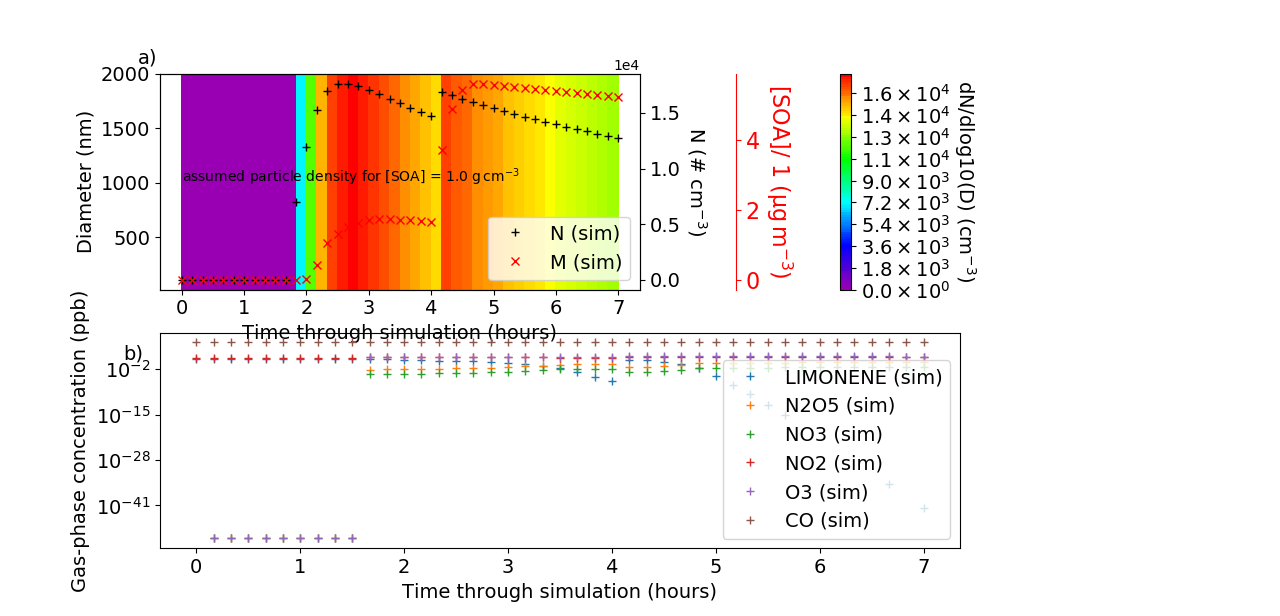 a)
1e4
2000
1500
1000
500
Diameter (nm)
assumed particle density for [SOA] = 1.0 g cm⁻³
N (sim)
M (sim)
0 1 2 3 4 5 6 7
Time through simulation (hours)
1.5
1.0
0.5
0.0
N (# cm⁻³)
4
2
0
[SOA]/ 1 (µg m⁻³)
1.6 × 10⁴
1.4 × 10⁴
1.3 × 10⁴
1.1 × 10⁴
9.0 × 10³
7.2 × 10³
5.4 × 10³
3.6 × 10³
1.8 × 10³
0.0 × 10⁰
dN/dlog10(D) (cm⁻³)
b)
10⁻²
10⁻¹⁵
10⁻²⁸
10⁻⁴¹
Gas-phase concentration (ppb)
LIMONENE (sim)
N2O5 (sim)
NO3 (sim)
NO2 (sim)
O3 (sim)
CO (sim)
0 1 2 3 4 5 6 7
Time through simulation (hours)